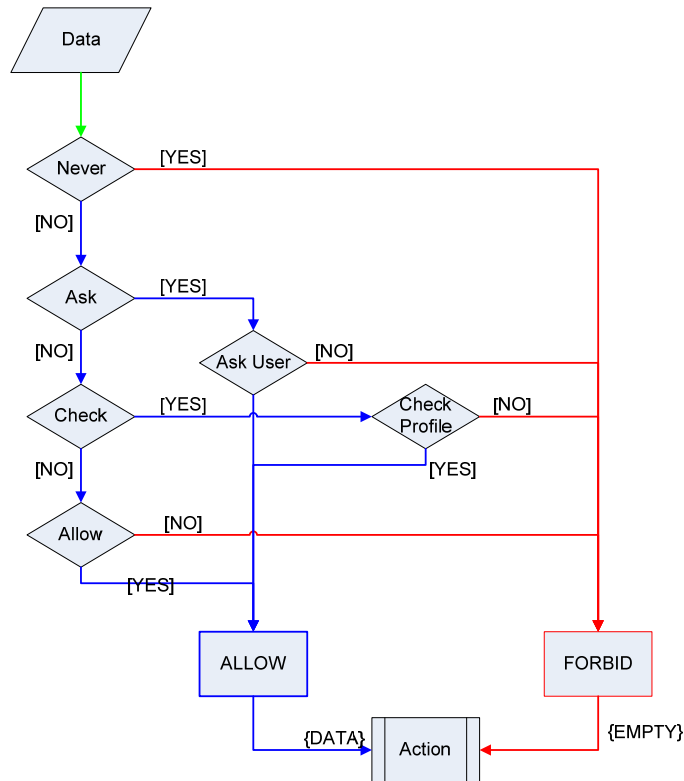 Data
Never
[YES]
[NO]
Ask
[YES]
[NO]
Ask User
[NO]
Check
[YES]
Check
Profile
[NO]
[NO]
[YES]
Allow
[NO]
[YES]
ALLOW
FORBID
{DATA}
Action
{EMPTY}